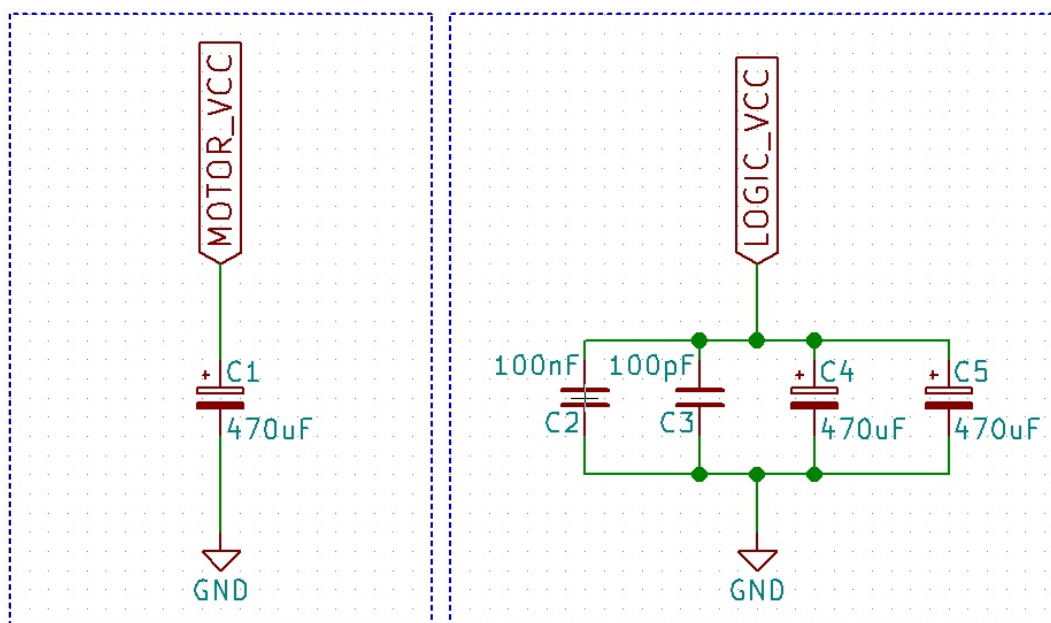 MOTOR_VCC
+ C1
470uF
GND
LOGIC_VCC
100nF
C2
100pF
C3
+ C4
470uF
+ C5
470uF
GND